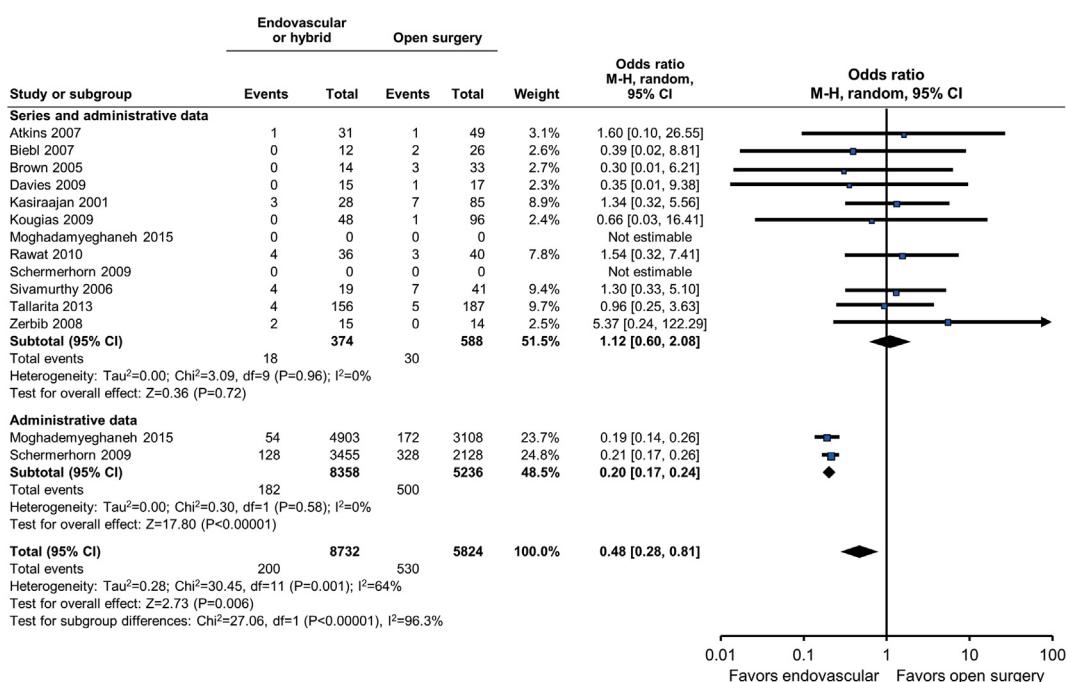 Endovascular or hybrid Open surgery
Study or subgroup Events Total Events Total Weight Odds ratio M-H, random, 95% CI Odds ratio M-H, random, 95% CI
Series and administrative data
Atkins 2007 1 31 1 49 3.1% 1.60 [0.10, 26.55]
Biebl 2007 0 12 2 26 2.6% 0.39 [0.02, 8.81]
Brown 2005 0 14 3 33 2.6% 0.30 [0.01, 6.21]
Davies 2009 0 15 1 17 2.3% 0.35 [0.01, 9.38]
Kasiraajan 2001 3 28 7 85 8.9% 1.34 [0.32, 5.56]
Kougias 2009 0 48 1 96 2.4% 0.66 [0.03, 16.41]
Moghadamyeghaneh 2015 0 0 0 0 Not estimable
Rawat 2010 4 36 3 40 7.8% 1.54 [0.32, 7.41]
Schermerhorn 2009 0 0 0 0 Not estimable
Sivamurthy 2006 4 19 7 41 9.4% 1.30 [0.33, 5.10]
Tallarita 2013 4 156 5 187 9.7% 0.96 [0.25, 3.63]
Zerbib 2008 2 15 0 14 2.5% 5.37 [0.24, 122.29]
Subtotal (95% CI) 374 588 51.5% 1.12 [0.60, 2.08]
Total events 18 30
Heterogeneity: Tau²=0.00; Chi²=3.09, df=9 (P=0.96); I²=0%
Test for overall effect: Z=0.36 (P=0.72)
Administrative data
Moghademyeghaneh 2015 54 4903 172 3108 23.7% 0.19 [0.14, 0.26]
Schermerhorn 2009 128 3455 328 2128 24.8% 0.21 [0.17, 0.26]
Subtotal (95% CI) 8358 5236 48.5% 0.20 [0.17, 0.24]
Total events 182 500
Heterogeneity: Tau²=0.00; Chi²=0.30, df=1 (P=0.58); I²=0%
Test for overall effect: Z=17.80 (P<0.00001)
Total (95% CI) 8732 5824 100.0% 0.48 [0.28, 0.81]
Total events 200 530
Heterogeneity: Tau²=0.28; Chi²=30.45, df=11 (P=0.001); I²=64%
Test for overall effect: Z=2.73 (P=0.006)
Test for subgroup differences: Chi²=27.06, df=1 (P<0.00001), I²=96.3%
0.01 0.1 1 10 100
Favors endovascular Favors open surgery